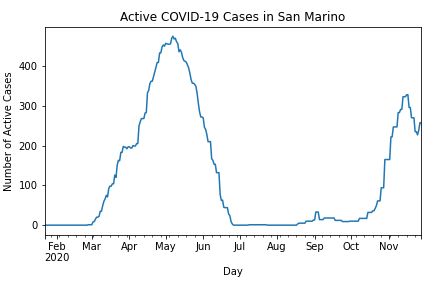 Active COVID-19 Cases in San Marino
Number of Active Cases
400
300
200
100
0
Feb Mar Apr May Jun Jul Aug Sep Oct Nov
2020
Day